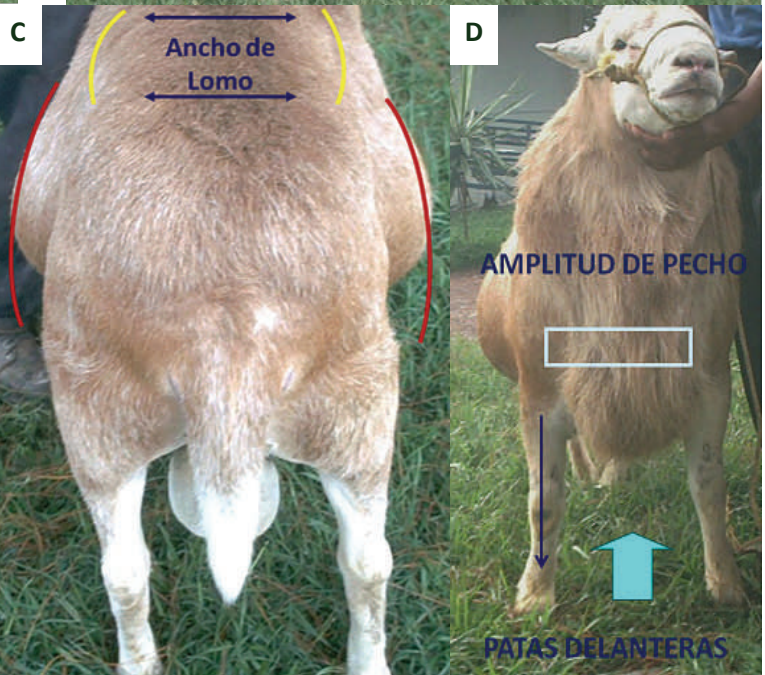 C
Ancho de
Lomo
D
AMPLITUD DE PECHO
PATAS DELANTERAS